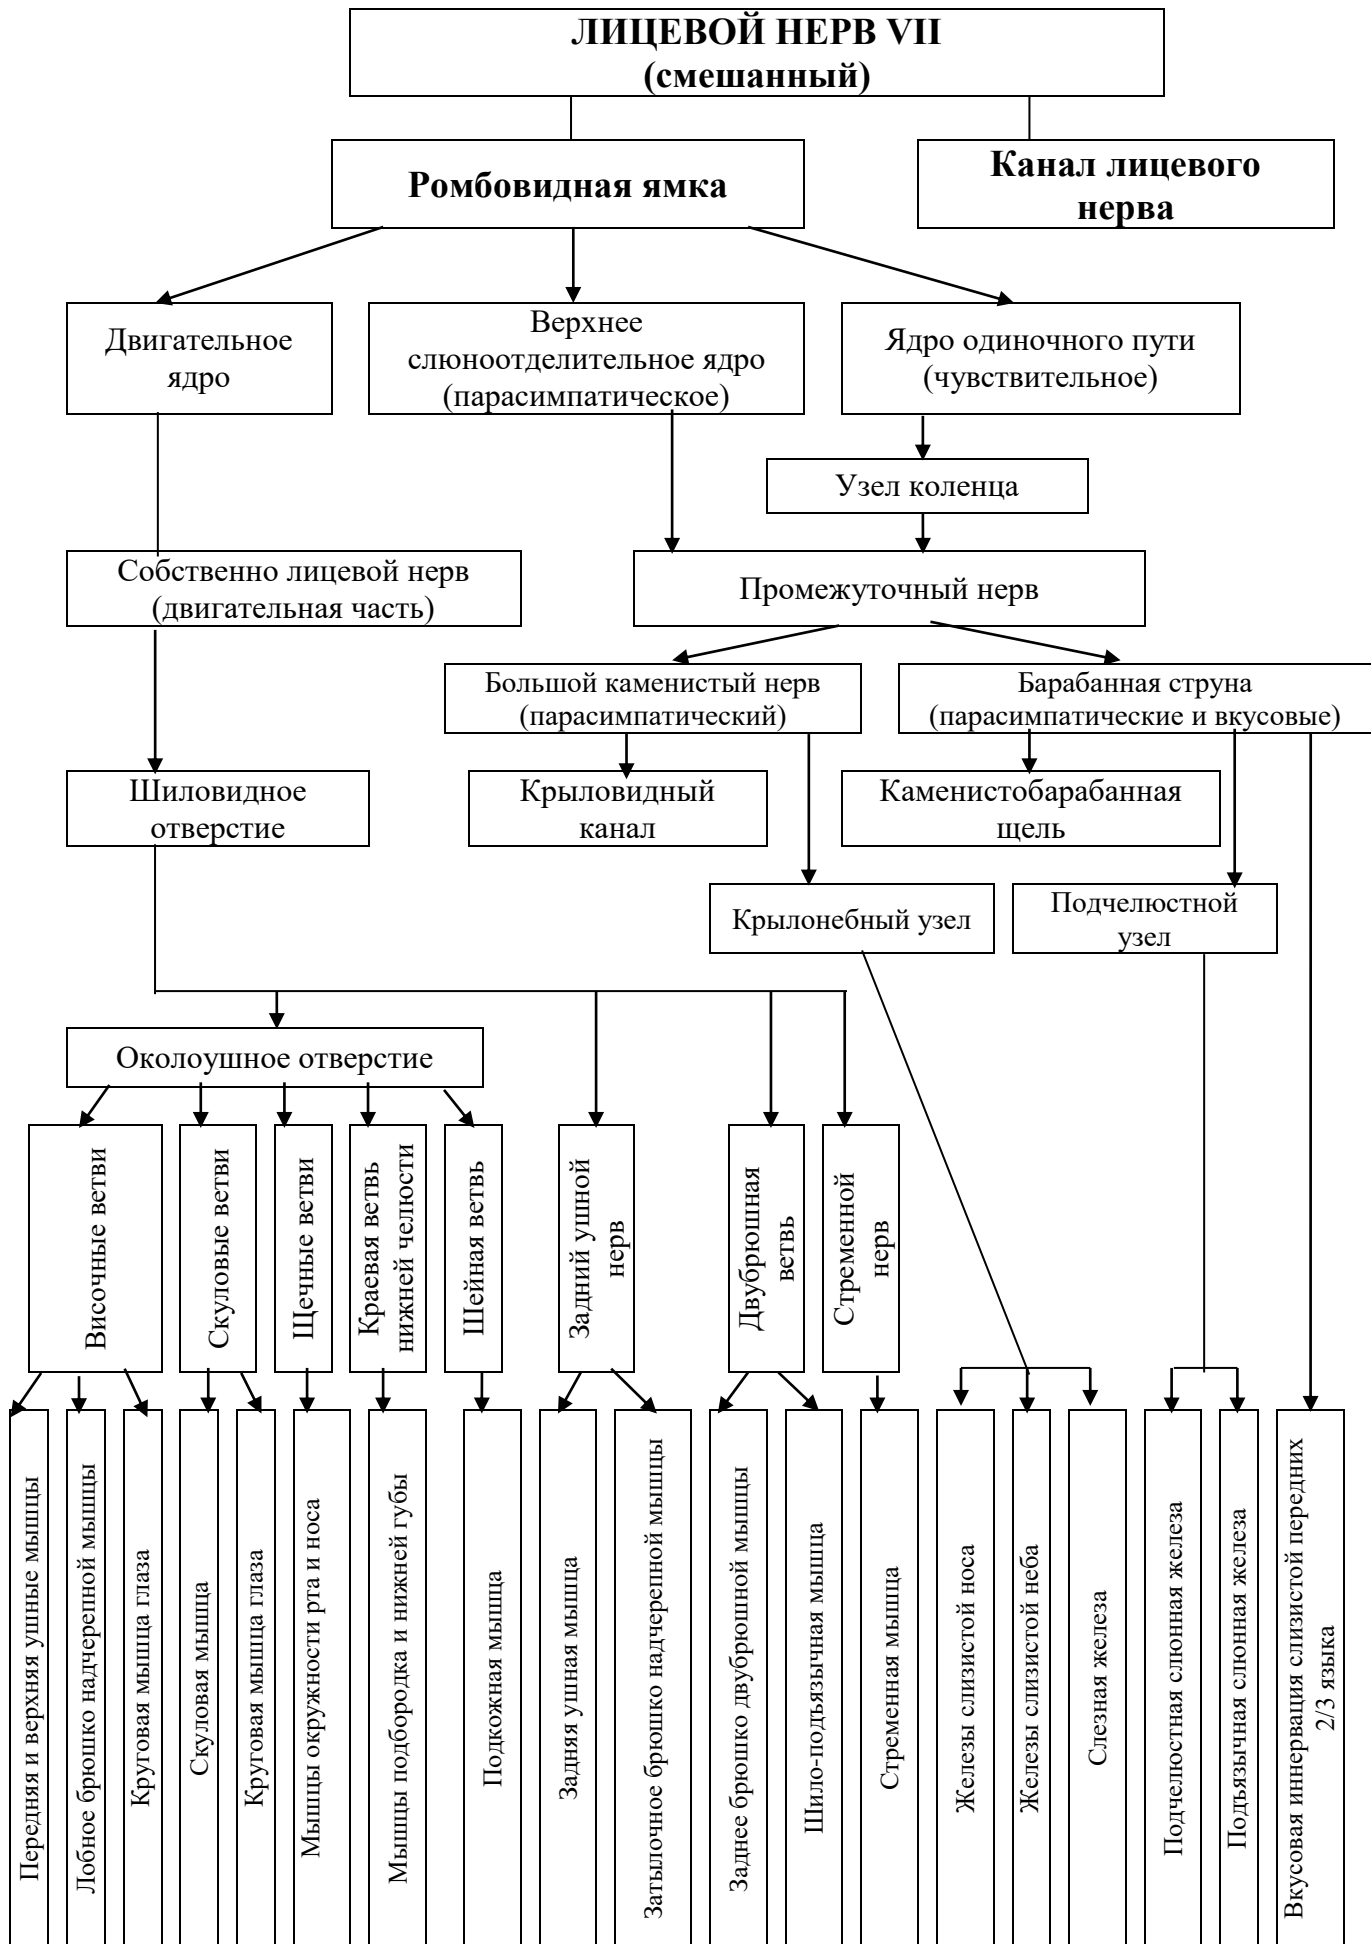 ЛИЦЕВОЙ НЕРВ VII
(смешанный)
Ромбовидная ямка
Канал лицевого
нерва
Двигательное
ядро
Верхнее
слюноотделительное ядро
(парасимпатическое)
Ядро одиночного пути
(чувствительное)
Узел коленца
Собственно лицевой нерв
(двигательная часть)
Промежуточный нерв
Большой каменистый нерв
(парасимпатический)
Барабанная струна
(парасимпатические и вкусовые)
Шиловидное
отверстие
Крыловидный
канал
Каменистобарабанная
щель
Крылонебный узел
Подчелюстной
узел
Околоушное отверстие
Височные ветви
Скуловые ветви
Щечные ветви
Краевая ветвь
нижней челюсти
Шейная ветвь
Задний ушной
нерв
Двубрюшная
ветвь
Стременной
нерв
Передняя и верхняя ушные мышцы
Лобное брюшко надчерепной мышцы
Круговая мышца глаза
Скуловая мышца
Круговая мышца глаза
Мышцы окружности рта и носа
Мышцы подбородка и нижней губы
Подкожная мышца
Задняя ушная мышца
Затылочное брюшко надчерепной мышцы
Заднее брюшко двубрюшной мышцы
Шило-подъязычная мышца
Стременная мышца
Железы слизистой носа
Железы слизистой неба
Слезная железа
Подчелюстная слюнная железа
Подъязычная слюнная железа
Вкусовая иннервация слизистой передних
2/3 языка